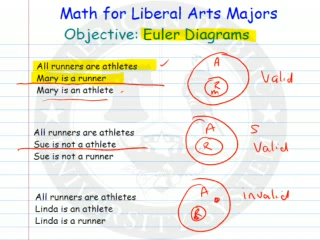 Math for Liberal Arts Majors
Objective: Euler Diagrams
All runners are athletes
Mary is a runner
Mary is an athlete
A
R
m
Valid
All runners are athletes
Sue is not a athlete
Sue is not a runner
A
R
S
Valid
All runners are athletes
Linda is an athlete
Linda is a runner
A
R
invalid